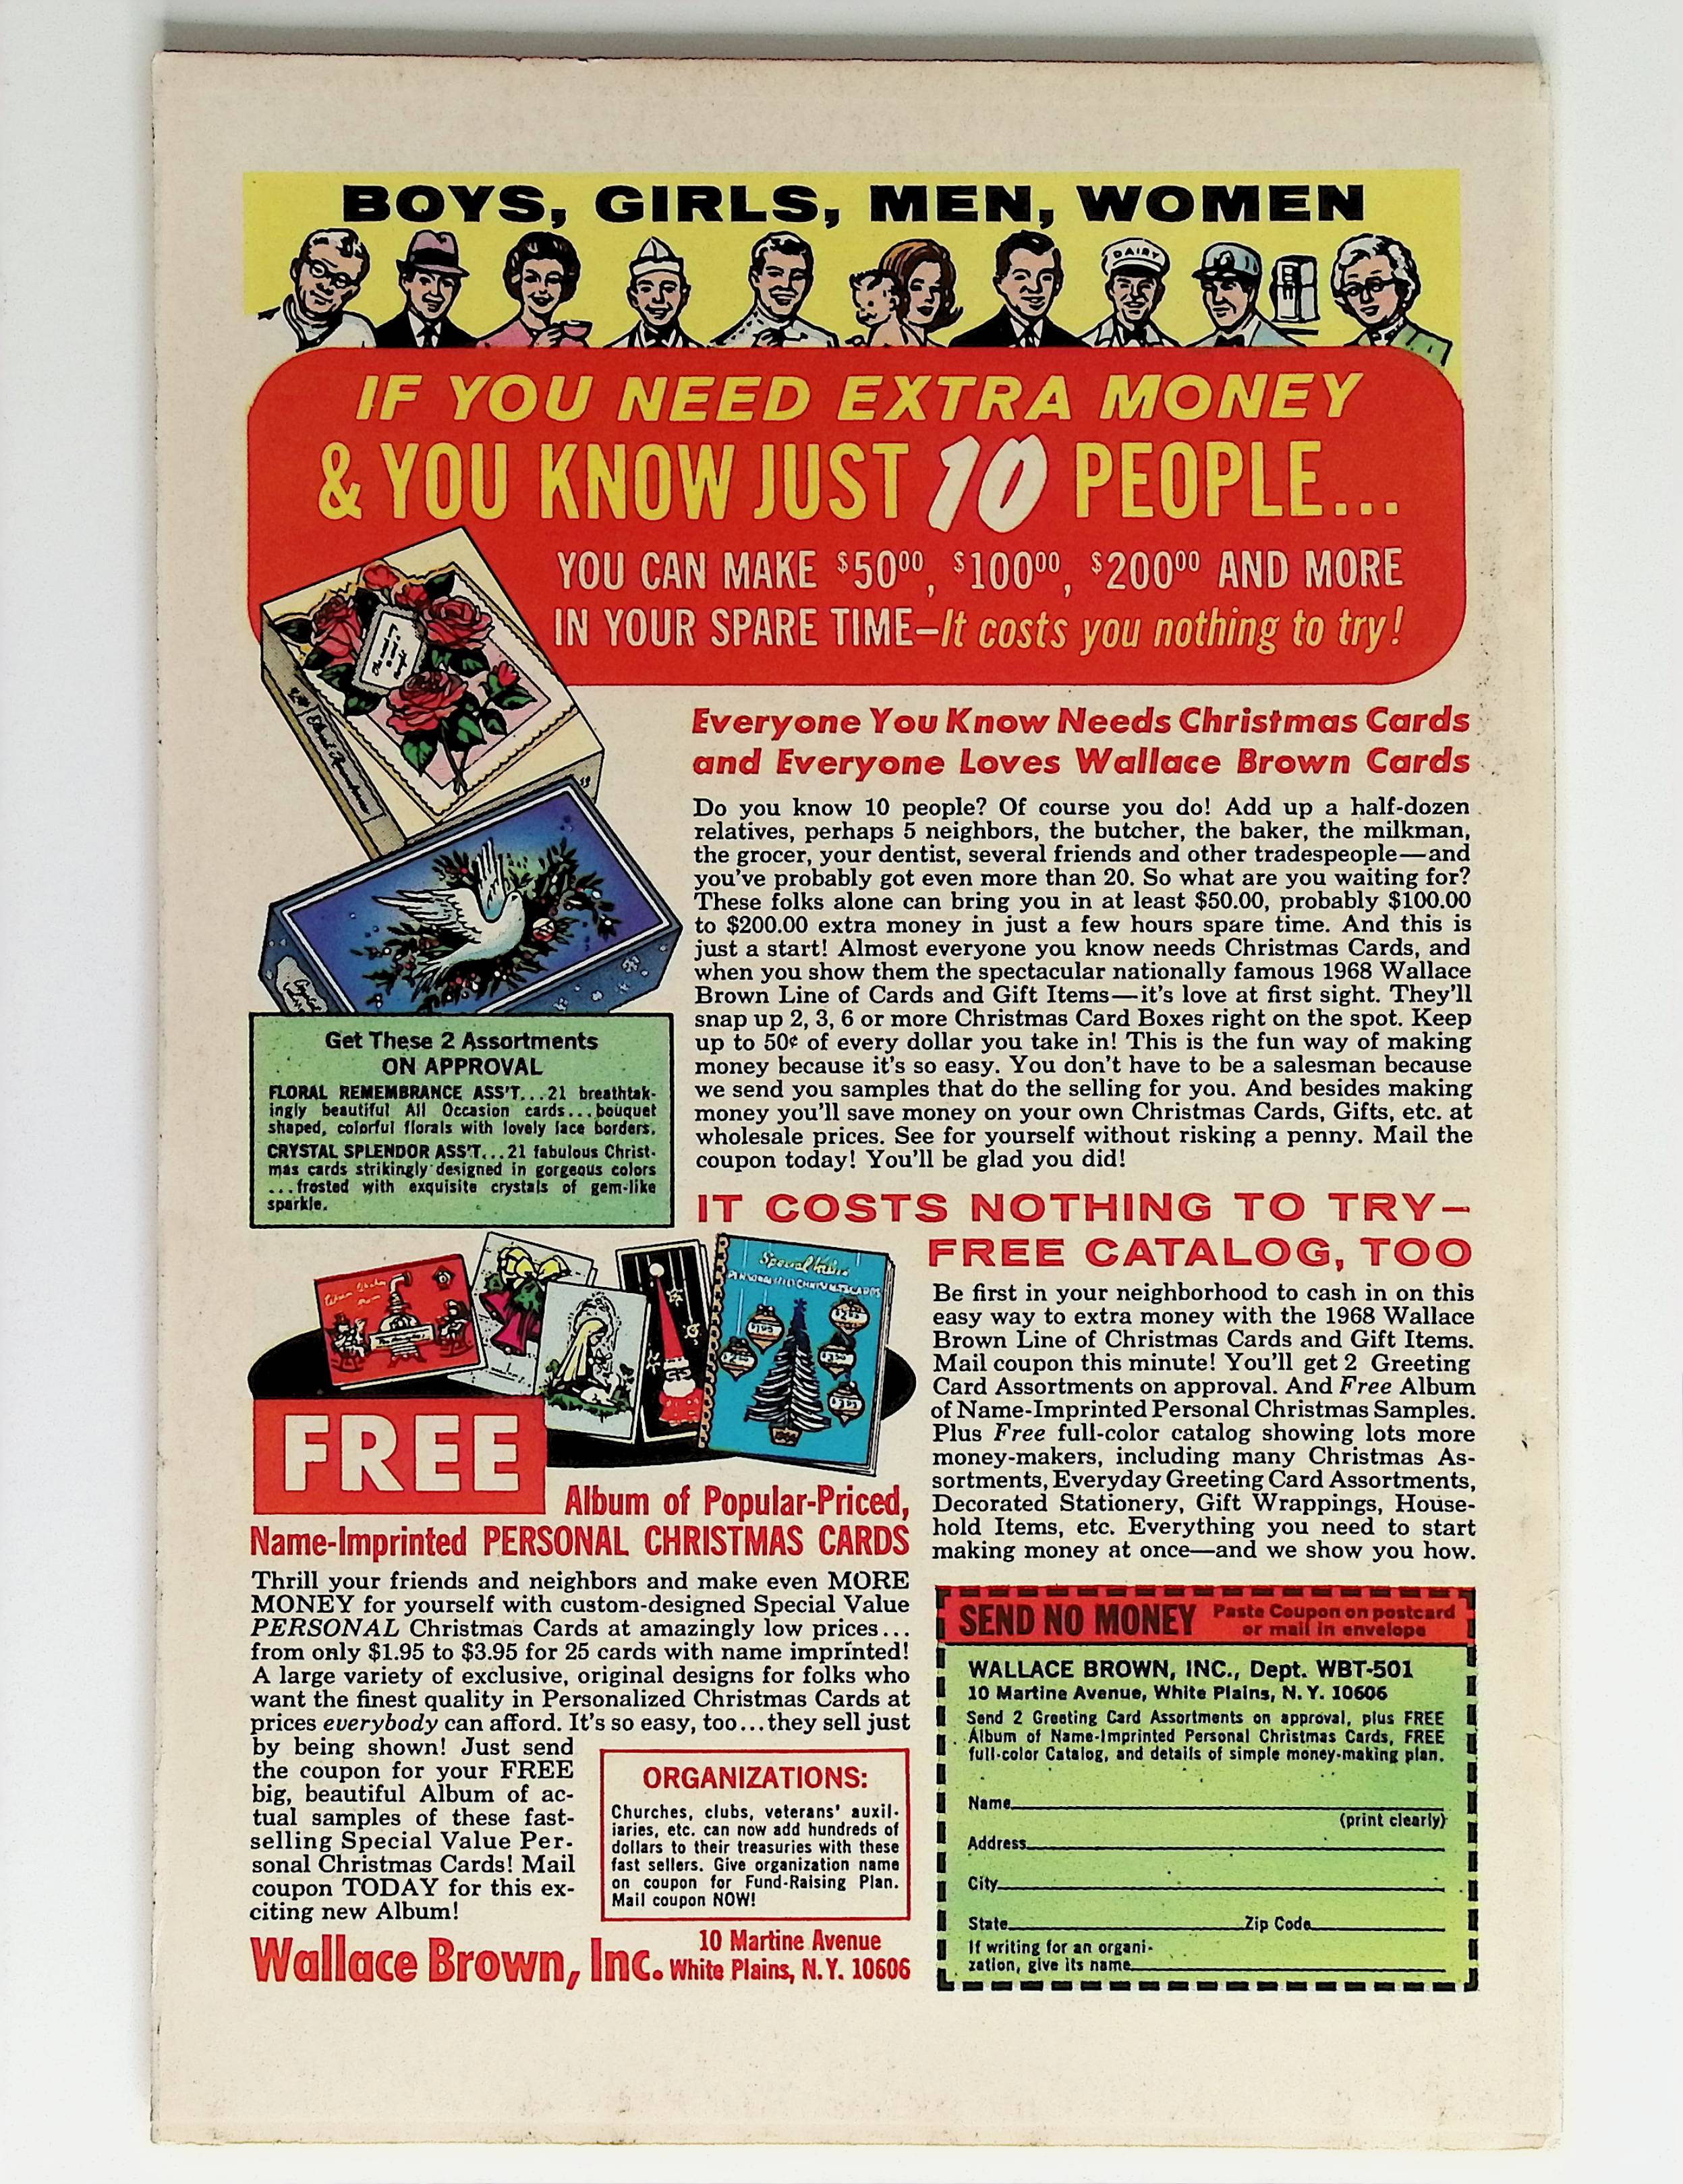 BOYS, GIRLS, MEN, WOMEN
DAIRY
IF YOU NEED EXTRA MONEY
& YOU KNOW JUST 10 PEOPLE...
YOU CAN MAKE $50⁰⁰, $100⁰⁰, $200⁰⁰ AND MORE
IN YOUR SPARE TIME—It costs you nothing to try!
Everyone You Know Needs Christmas Cards
and Everyone Loves Wallace Brown Cards
Do you know 10 people? Of course you do! Add up a half-dozen
relatives, perhaps 5 neighbors, the butcher, the baker, the milkman,
the grocer, your dentist, several friends and other tradespeople—and
you've probably got even more than 20. So what are you waiting for?
These folks alone can bring you in at least $50.00, probably $100.00
to $200.00 extra money in just a few hours spare time. And this is
just a start! Almost everyone you know needs Christmas Cards, and
when you show them the spectacular nationally famous 1968 Wallace
Brown Line of Cards and Gift Items—it's love at first sight. They'll
snap up 2, 3, 6 or more Christmas Card Boxes right on the spot. Keep
up to 50¢ of every dollar you take in! This is the fun way of making
money because it's so easy. You don't have to be a salesman because
we send you samples that do the selling for you. And besides making
money you'll save money on your own Christmas Cards, Gifts, etc. at
wholesale prices. See for yourself without risking a penny. Mail the
coupon today! You'll be glad you did!
Get These 2 Assortments
ON APPROVAL
FLORAL REMEMBRANCE ASS'T...21 breathtak-
ingly beautiful All Occasion cards...bouquet
shaped, colorful florals with lovely lace borders.
CRYSTAL SPLENDOR ASS'T...21 fabulous Christ-
mas cards strikingly designed in gorgeous colors
...frosted with exquisite crystals of gem-like
sparkle.
IT COSTS NOTHING TO TRY—
FREE CATALOG, TOO
Be first in your neighborhood to cash in on this
easy way to extra money with the 1968 Wallace
Brown Line of Christmas Cards and Gift Items.
Mail coupon this minute! You'll get 2 Greeting
Card Assortments on approval. And Free Album
of Name-Imprinted Personal Christmas Samples.
Plus Free full-color catalog showing lots more
money-makers, including many Christmas As-
sortments, Everyday Greeting Card Assortments,
Decorated Stationery, Gift Wrappings, House-
hold Items, etc. Everything you need to start
making money at once—and we show you how.
Special Value
PERSONALIZED CHRISTMAS CARDS
FREE
Album of Popular-Priced,
Name-Imprinted PERSONAL CHRISTMAS CARDS
Thrill your friends and neighbors and make even MORE
MONEY for yourself with custom-designed Special Value
PERSONAL Christmas Cards at amazingly low prices...
from only $1.95 to $3.95 for 25 cards with name imprinted!
A large variety of exclusive, original designs for folks who
want the finest quality in Personalized Christmas Cards at
prices everybody can afford. It's so easy, too...they sell just
by being shown! Just send
the coupon for your FREE
big, beautiful Album of ac-
tual samples of these fast-
selling Special Value Per-
sonal Christmas Cards! Mail
coupon TODAY for this ex-
citing new Album!
ORGANIZATIONS:
Churches, clubs, veterans' auxil-
iaries, etc. can now add hundreds of
dollars to their treasuries with these
fast sellers. Give organization name
on coupon for Fund-Raising Plan.
Mail coupon NOW!
Wallace Brown, Inc. 10 Martine Avenue
White Plains, N.Y. 10606
SEND NO MONEY Paste Coupon on postcard
or mail in envelope
WALLACE BROWN, INC., Dept. WBT-501
10 Martine Avenue, White Plains, N.Y. 10606
Send 2 Greeting Card Assortments on approval, plus FREE
Album of Name-Imprinted Personal Christmas Cards, FREE
full-color Catalog, and details of simple money-making plan.
Name
(print clearly)
Address
City
State Zip Code
If writing for an organi-
zation, give its name